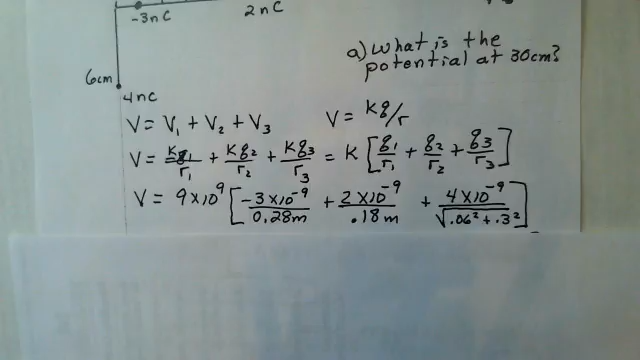 -3nC
2nC
a) What is the
potential at 30cm?
6cm
4nC
V = V₁ + V₂ + V₃
V = Kq/r
V = Kq₁/r₁ + Kq₂/r₂ + Kq₃/r₃ = K [q₁/r₁ + q₂/r₂ + q₃/r₃]
V = 9×10⁹ [-3×10⁻⁹/0.28m + 2×10⁻⁹/.18m + 4×10⁻⁹/√.06²+.3²]